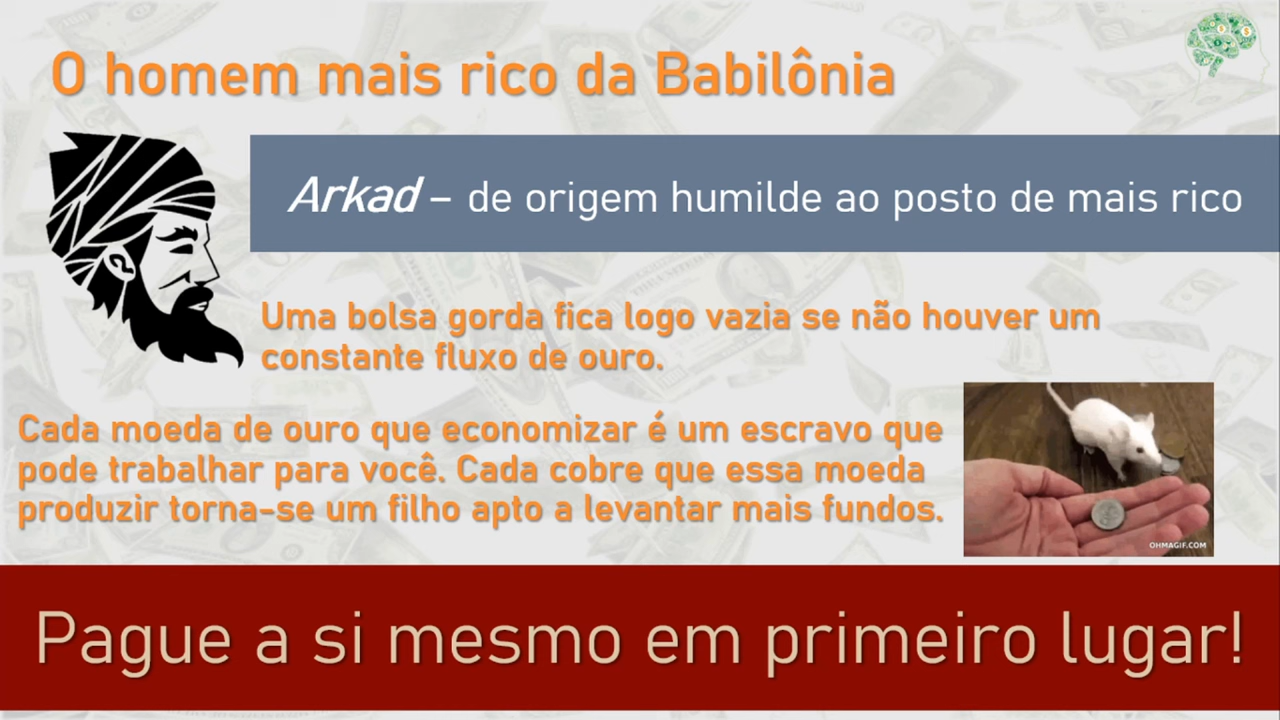 O homem mais rico da Babilônia
Arkad – de origem humilde ao posto de mais rico
Uma bolsa gorda fica logo vazia se não houver um
constante fluxo de ouro.
Cada moeda de ouro que economizar é um escravo que
pode trabalhar para você. Cada cobre que essa moeda
produzir torna-se um filho apto a levantar mais fundos.
OHMAGIF.COM
Pague a si mesmo em primeiro lugar!